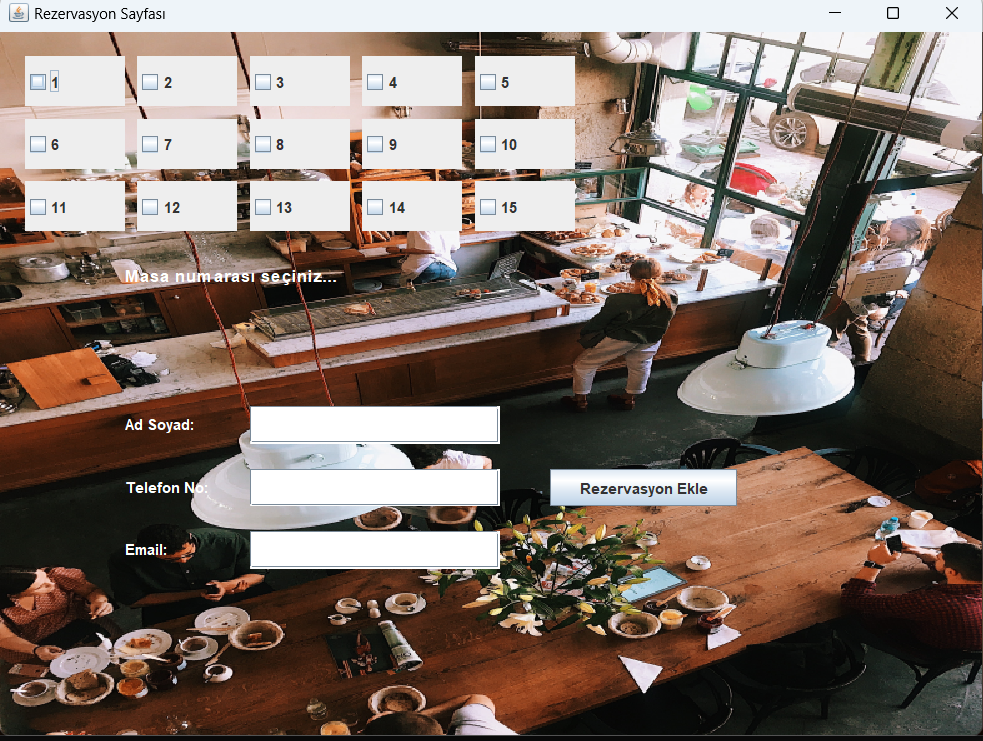 Rezervasyon Sayfası
1 2 3 4 5
6 7 8 9 10
11 12 13 14 15
Masa numarası seçiniz...
Ad Soyad:
Telefon No:
Rezervasyon Ekle
Email: